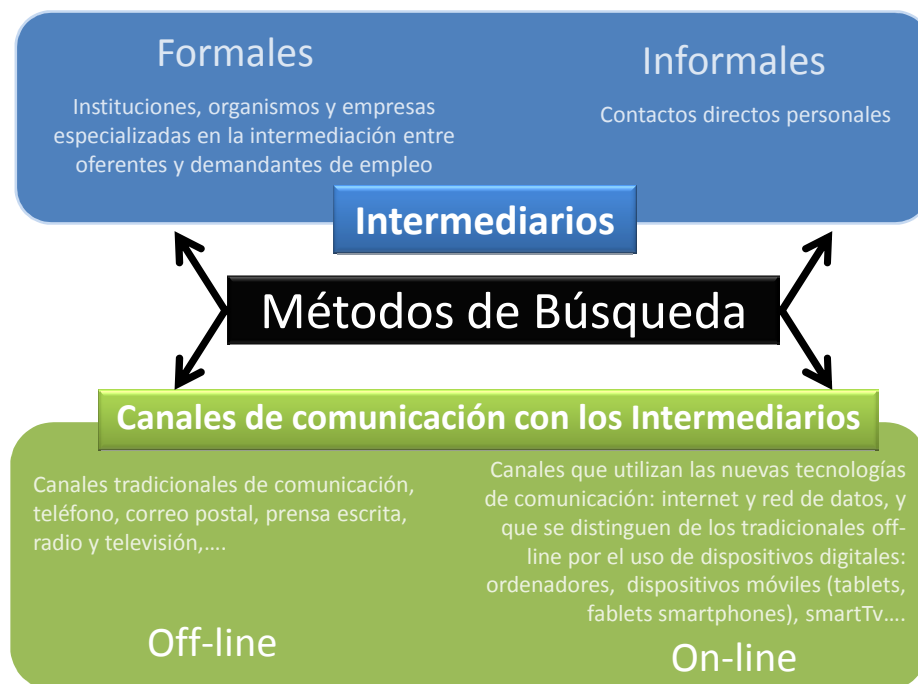 Formales
Instituciones, organismos y empresas
especializadas en la intermediación entre
oferentes y demandantes de empleo
Informales
Contactos directos personales
Intermediarios
Métodos de Búsqueda
Canales de comunicación con los Intermediarios
Canales tradicionales de comunicación,
teléfono, correo postal, prensa escrita,
radio y televisión,....
Off-line
Canales que utilizan las nuevas tecnologías
de comunicación: internet y red de datos, y
que se distinguen de los tradicionales off-
line por el uso de dispositivos digitales:
ordenadores, dispositivos móviles (tablets,
fablets smartphones), smartTv....
On-line